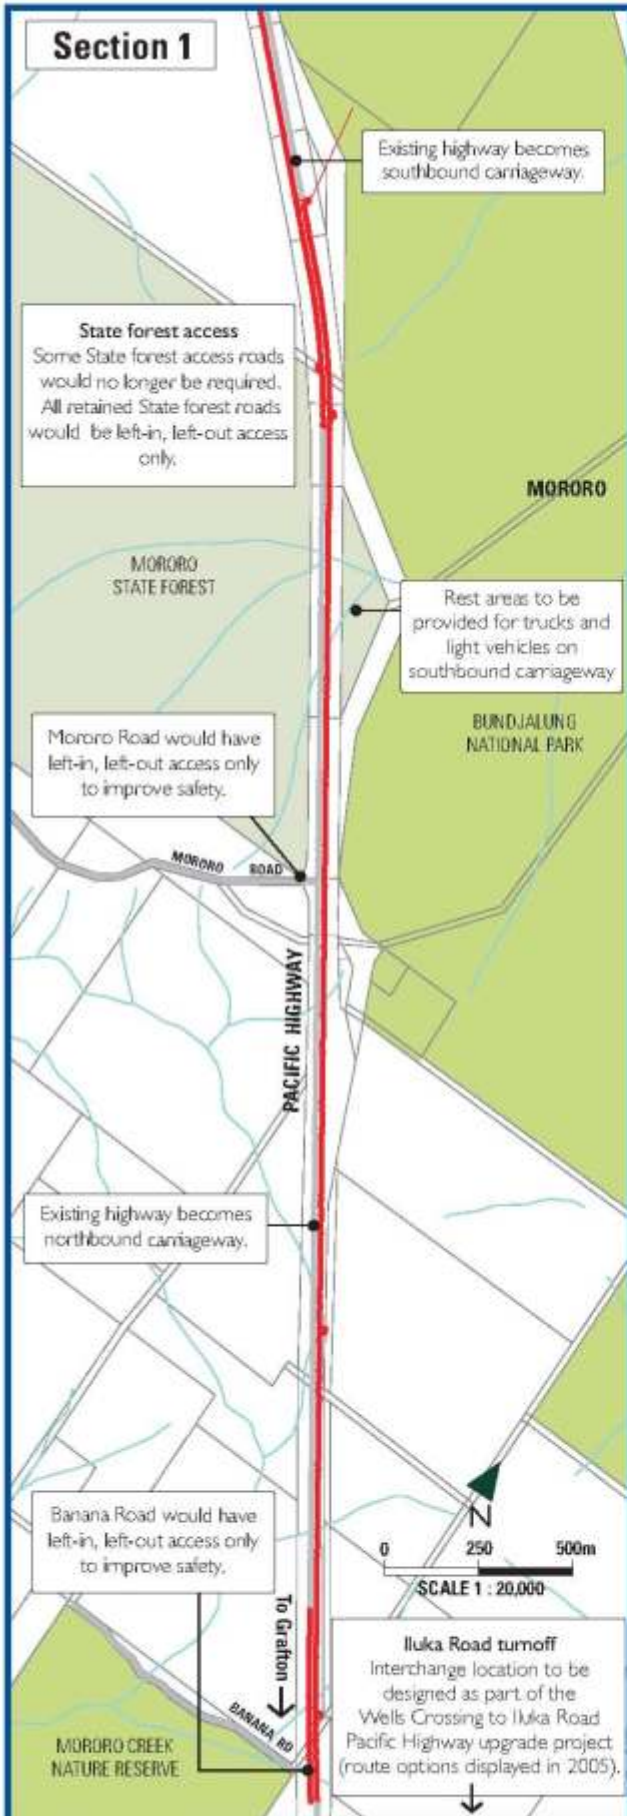 Section 1
Existing highway becomes
southbound carriageway.
State forest access
Some State forest access roads
would no longer be required.
All retained State forest roads
would be left-in, left-out access
only.
MORORO
MORORO
STATE FOREST
Rest areas to be
provided for trucks and
light vehicles on
southbound carriageway
BUNDJALUNG
NATIONAL PARK
Mororo Road would have
left-in, left-out access only
to improve safety.
MORORO ROAD
PACIFIC HIGHWAY
Existing highway becomes
northbound carriageway.
Banana Road would have
left-in, left-out access only
to improve safety.
N
0 250 500m
SCALE 1 : 20,000
To Grafton
Iluka Road turnoff
Interchange location to be
designed as part of the
Wells Crossing to Iluka Road
Pacific Highway upgrade project
(route options displayed in 2005).
BANANA RD
MORORO CREEK
NATURE RESERVE